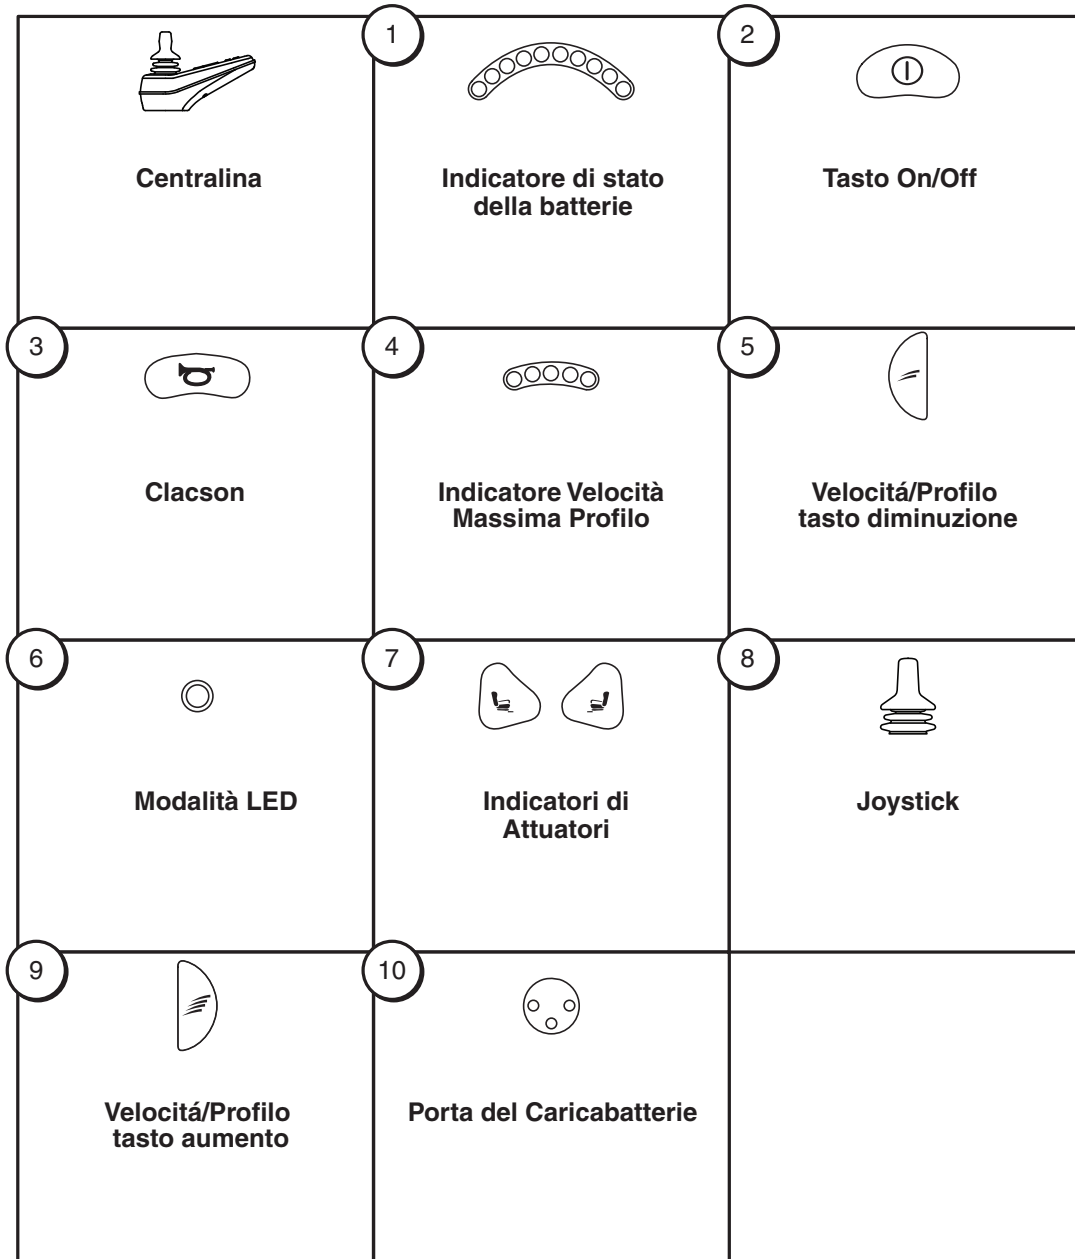 Centralina
1
Indicatore di stato
della batterie
2
Tasto On/Off
3
Clacson
4
Indicatore Velocità
Massima Profilo
5
Velocitá/Profilo
tasto diminuzione
6
Modalità LED
7
Indicatori di
Attuatori
8
Joystick
9
Velocitá/Profilo
tasto aumento
10
Porta del Caricabatterie